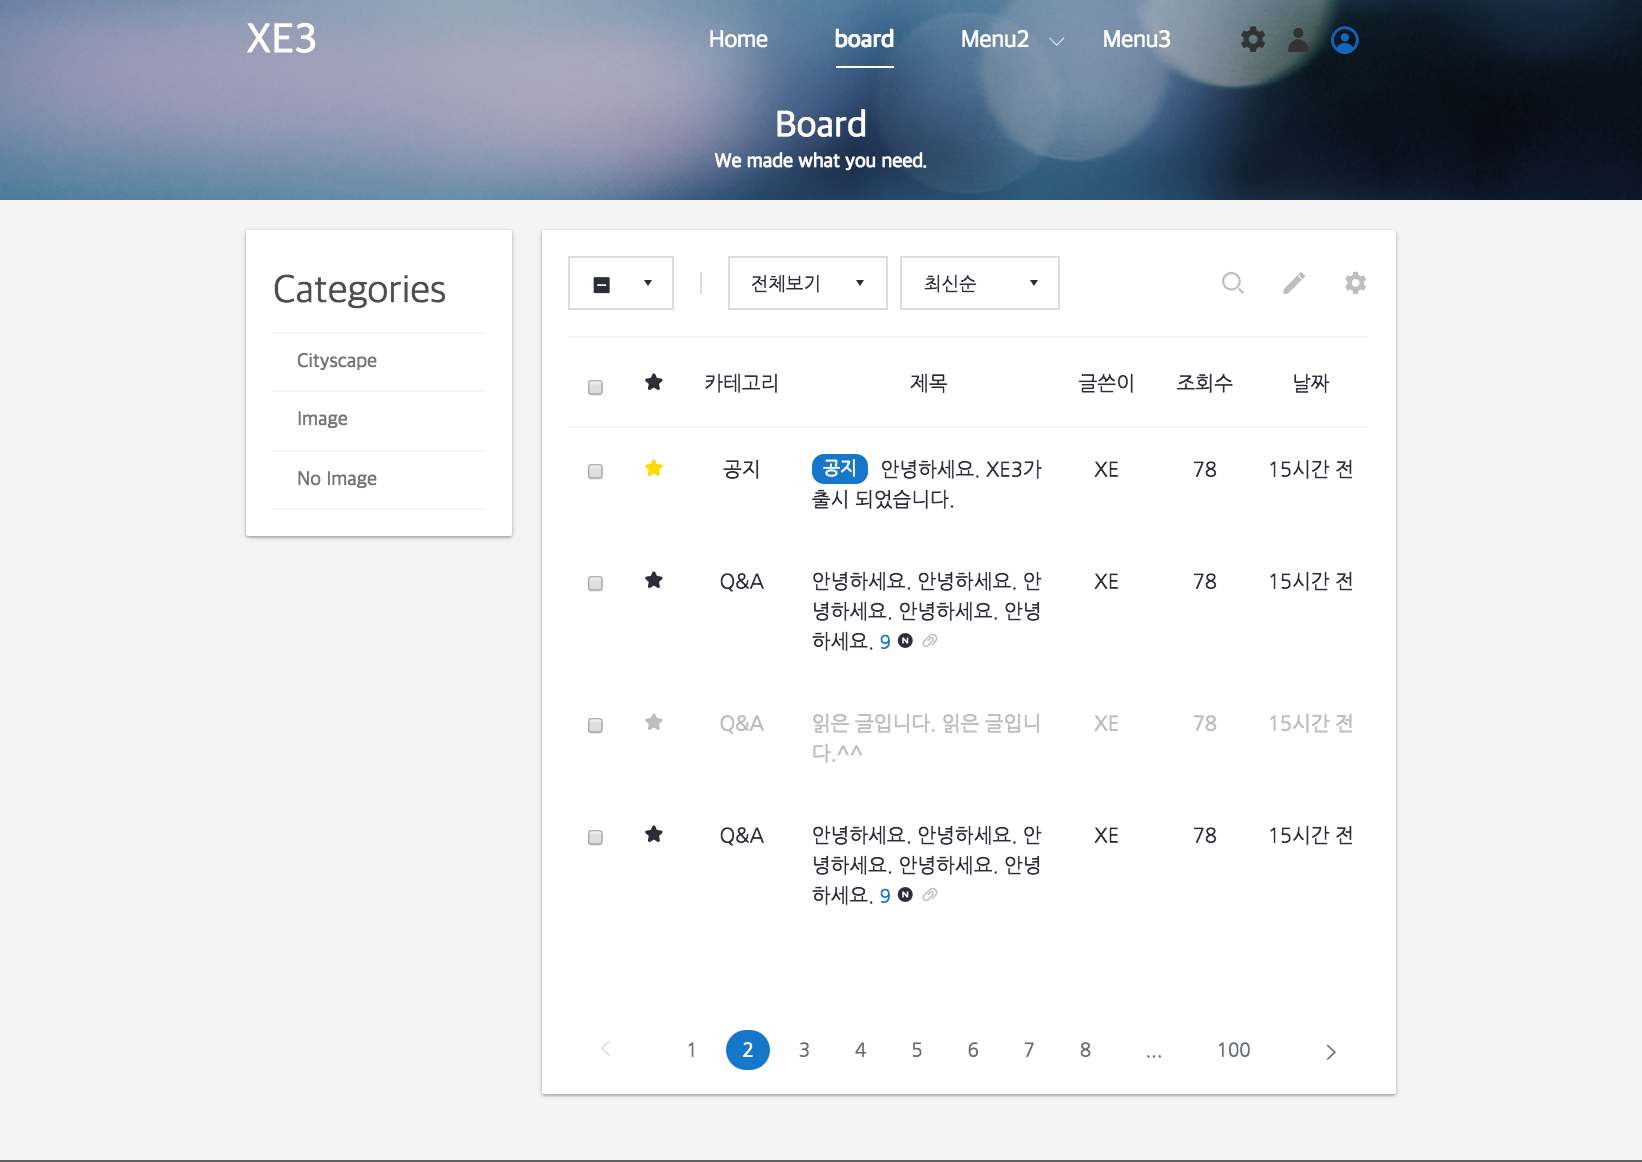 XE3
Home board Menu2 Menu3
Board
We made what you need.
Categories
Cityscape
Image
No Image
전체보기 최신순
카테고리 제목 글쓴이 조회수 날짜
공지 공지 안녕하세요. XE3가 XE 78 15시간 전
출시 되었습니다.
Q&A 안녕하세요. 안녕하세요. 안 XE 78 15시간 전
녕하세요. 안녕하세요. 안녕
하세요. 9 N
Q&A 읽은 글입니다. 읽은 글입니 XE 78 15시간 전
다.^^
Q&A 안녕하세요. 안녕하세요. 안 XE 78 15시간 전
녕하세요. 안녕하세요. 안녕
하세요. 9 N
1 2 3 4 5 6 7 8 ... 100